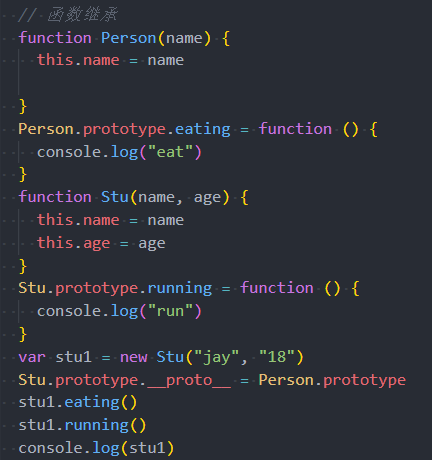 // 函数继承
function Person(name) {
  this.name = name
}
Person.prototype.eating = function () {
  console.log("eat")
}
function Stu(name, age) {
  this.name = name
  this.age = age
}
Stu.prototype.running = function () {
  console.log("run")
}
var stu1 = new Stu("jay", "18")
Stu.prototype.__proto__ = Person.prototype
stu1.eating()
stu1.running()
console.log(stu1)